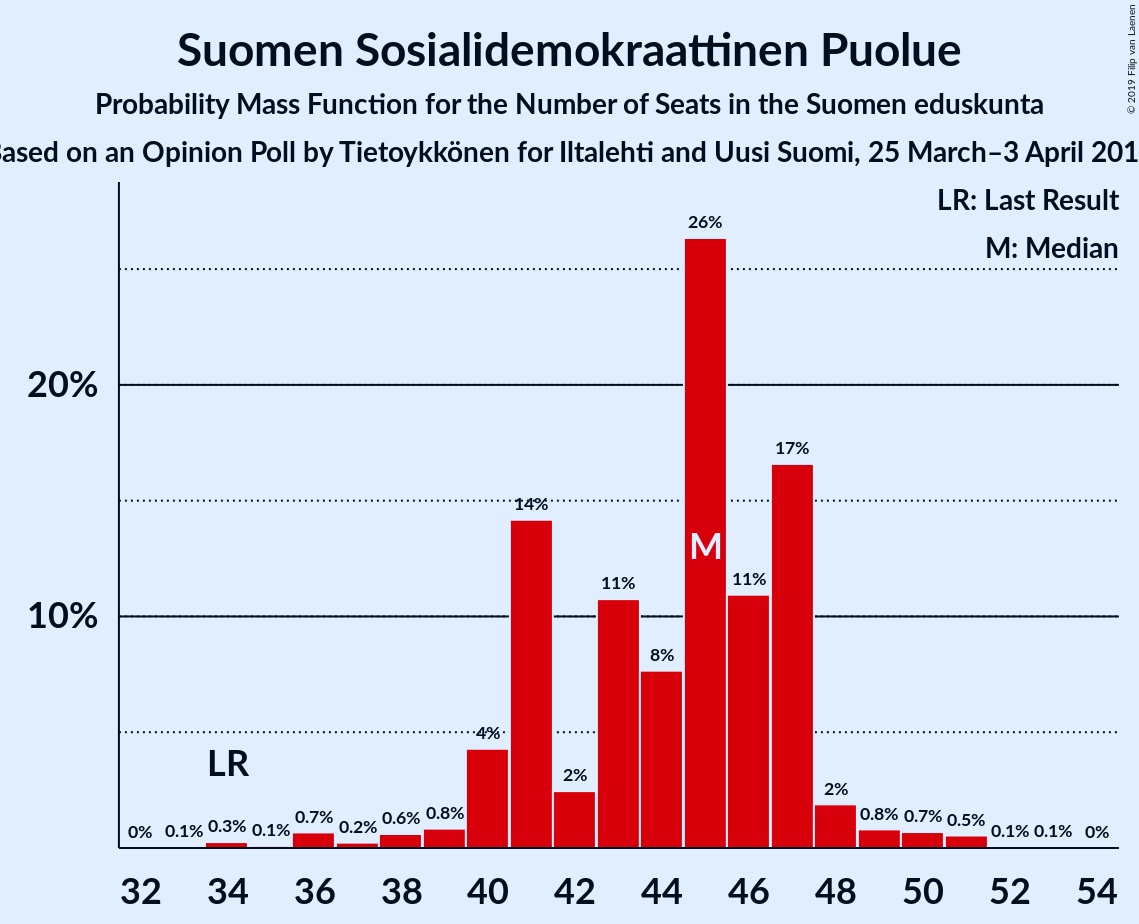 Suomen Sosialidemokraattinen Puolue
Probability Mass Function for the Number of Seats in the Suomen eduskunta
Based on an Opinion Poll by Tietoykkönen for Iltalehti and Uusi Suomi, 25 March–3 April 201
© 2019 Filip van Laenen
LR: Last Result
M: Median
26%
20%
17%
14%
M
11%
11%
10%
8%
4%
LR
2%
2%
0%
0.1%
0.3%
0.1%
0.7%
0.2%
0.6%
0.8%
0.8%
0.7%
0.5%
0.1%
0.1%
0%
32 34 36 38 40 42 44 46 48 50 52 54